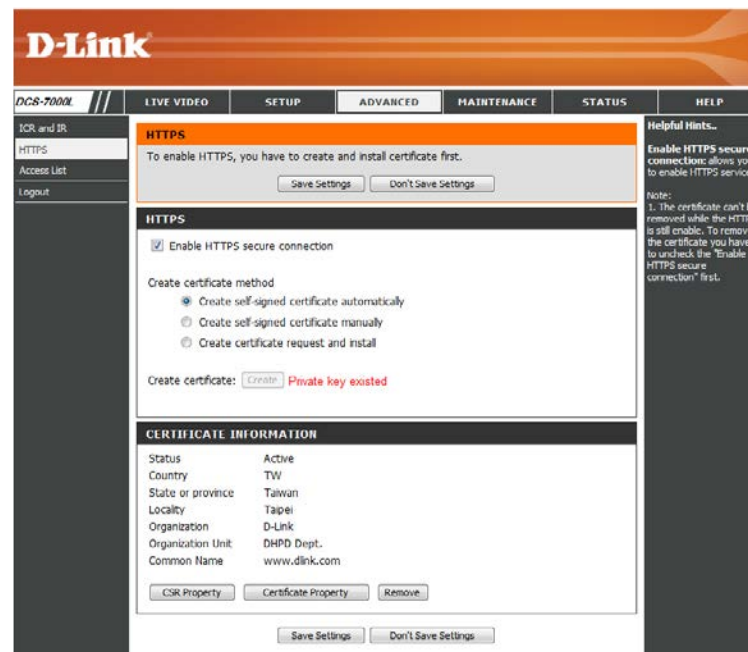 D-Link
DCS-7000L
LIVE VIDEO
SETUP
ADVANCED
MAINTENANCE
STATUS
HELP
ICR and IR
HTTPS
Access List
Logout
HTTPS
To enable HTTPS, you have to create and install certificate first.
Save Settings
Don't Save Settings
HTTPS
Enable HTTPS secure connection
Create certificate method
Create self-signed certificate automatically
Create self-signed certificate manually
Create certificate request and install
Create certificate: Create Private key existed
CERTIFICATE INFORMATION
Status Active
Country TW
State or province Taiwan
Locality Taipei
Organization D-Link
Organization Unit DHPD Dept.
Common Name www.dlink.com
CSR Property
Certificate Property
Remove
Save Settings
Don't Save Settings
Helpful Hints..
Enable HTTPS secure
connection: allows
to enable HTTPS
Note:
1. The certificate can't
removed while the
is still enable. To
the certificate you have
to uncheck the "Enable
HTTPS secure
connection" first.